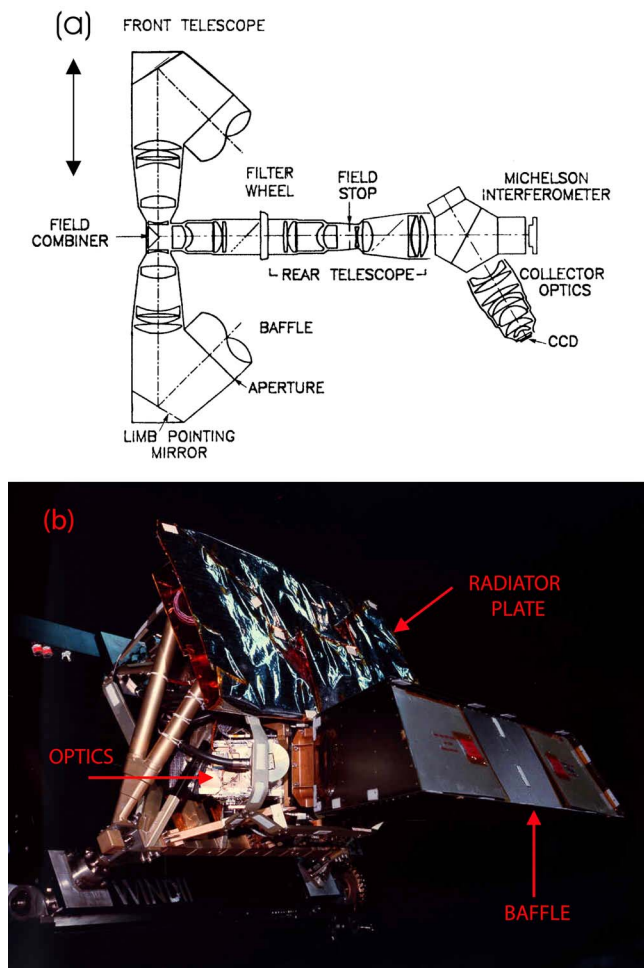 (a)
FRONT TELESCOPE
FILTER
WHEEL
FIELD
STOP
MICHELSON
INTERFEROMETER
FIELD
COMBINER
REAR TELESCOPE
COLLECTOR
OPTICS
BAFFLE
CCD
APERTURE
LIMB POINTING
MIRROR
(b)
RADIATOR
PLATE
OPTICS
WINDII
BAFFLE